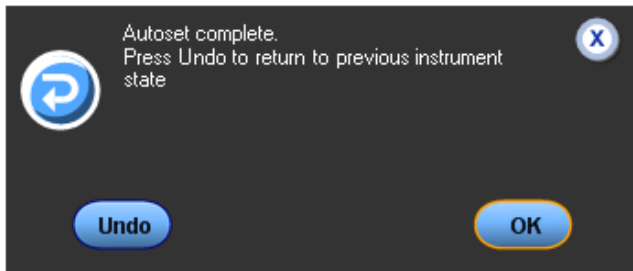 Autoset complete.
Press Undo to return to previous instrument
state
X
Undo
OK